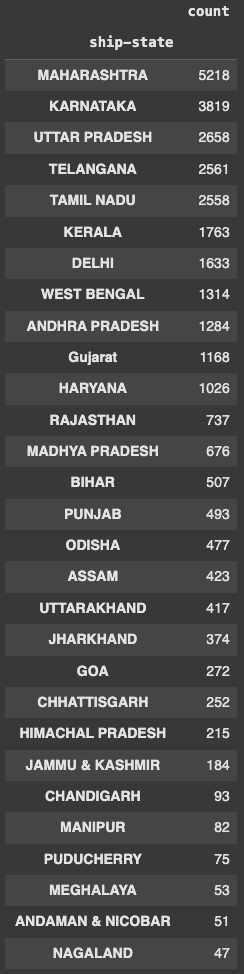 count
ship-state
MAHARASHTRA 5218
KARNATAKA 3819
UTTAR PRADESH 2658
TELANGANA 2561
TAMIL NADU 2558
KERALA 1763
DELHI 1633
WEST BENGAL 1314
ANDHRA PRADESH 1284
Gujarat 1168
HARYANA 1026
RAJASTHAN 737
MADHYA PRADESH 676
BIHAR 507
PUNJAB 493
ODISHA 477
ASSAM 423
UTTARAKHAND 417
JHARKHAND 374
GOA 272
CHHATTISGARH 252
HIMACHAL PRADESH 215
JAMMU & KASHMIR 184
CHANDIGARH 93
MANIPUR 82
PUDUCHERRY 75
MEGHALAYA 53
ANDAMAN & NICOBAR 51
NAGALAND 47